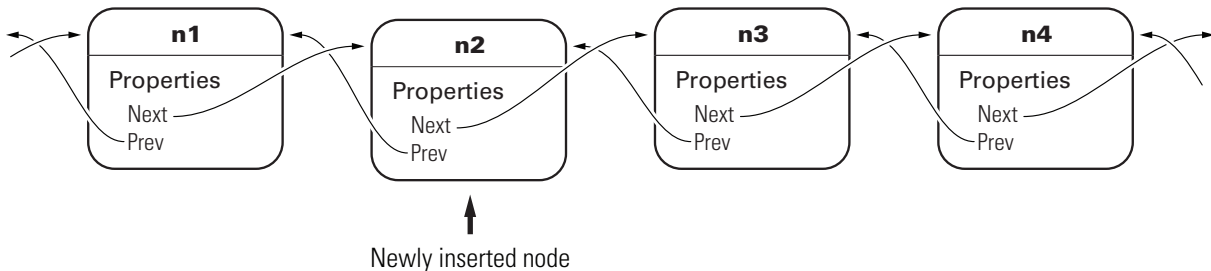 n1
Properties
Next
Prev
n2
Properties
Next
Prev
n3
Properties
Next
Prev
n4
Properties
Next
Prev
Newly inserted node